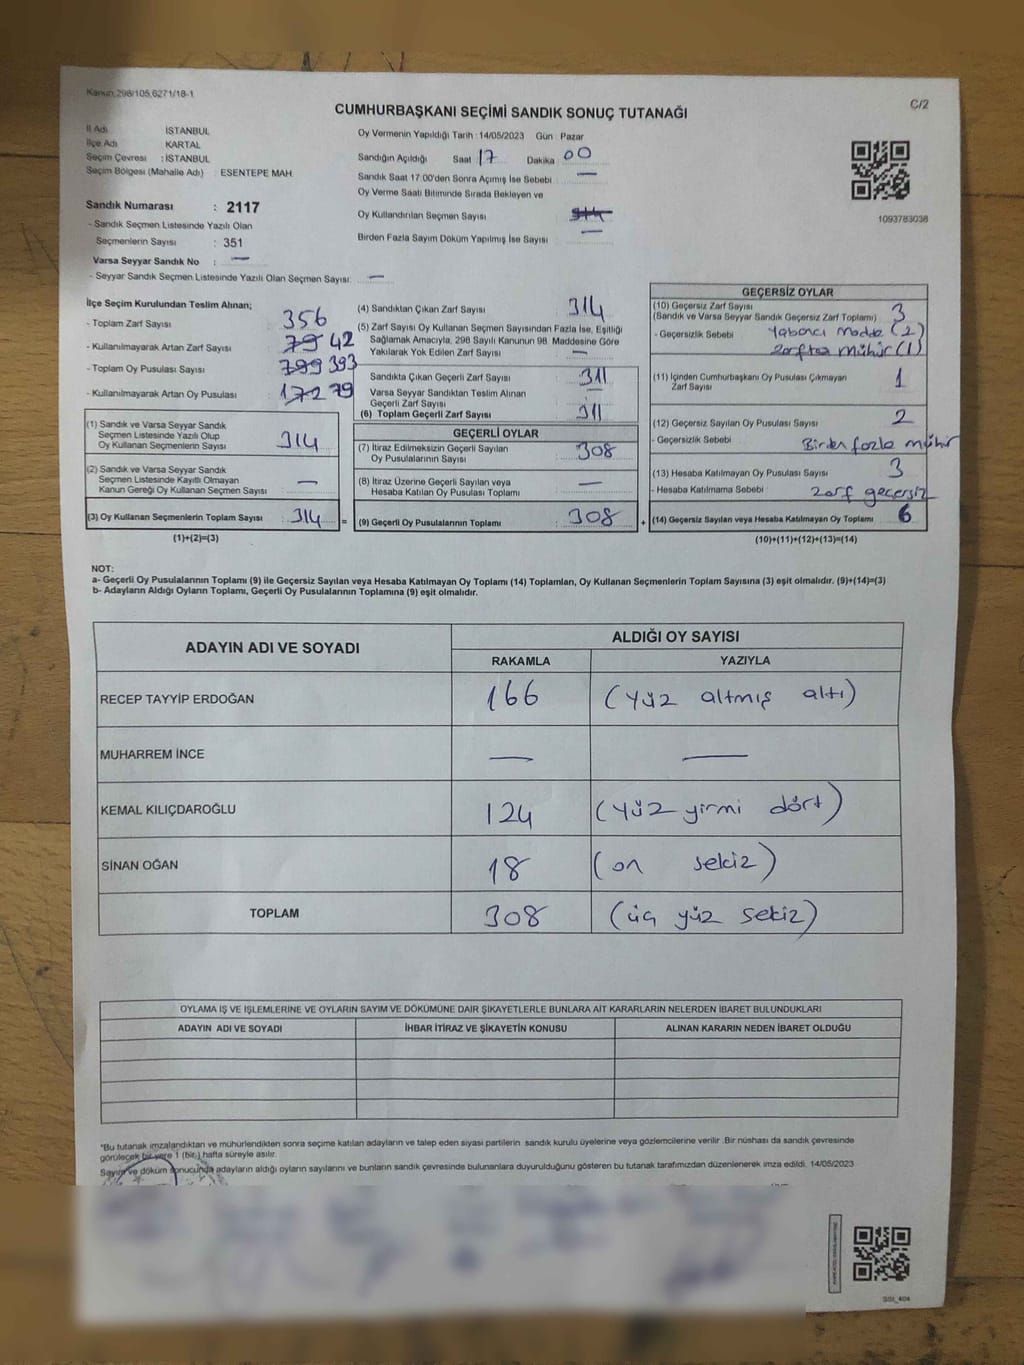 Kanun,298/105,6271/18-1
C/2
CUMHURBAŞKANI SEÇİMİ SANDIK SONUÇ TUTANAĞI
İl Adı İSTANBUL
İlçe Adı KARTAL
Seçim Çevresi : İSTANBUL
Seçim Bölgesi (Mahalle Adı) : ESENTEPE MAH
Sandık Numarası : 2117
- Sandık Seçmen Listesinde Yazılı Olan
Seçmenlerin Sayısı : 351
Varsa Seyyar Sandık No : —
- Seyyar Sandık Seçmen Listesinde Yazılı Olan Seçmen Sayısı —
Oy Vermenin Yapıldığı Tarih : 14/05/2023 Gün : Pazar
Sandığın Açıldığı Saat 17 Dakika 00
Sandık Saat 17.00'den Sonra Açımış İse Sebebi —
Oy Verme Saati Bitiminde Sırada Bekleyen ve
Oy Kullandırılan Seçmen Sayısı
Birden Fazla Sayım Döküm Yapılmış İse Sayısı —
1093783038
İlçe Seçim Kurulundan Teslim Alınan;
- Toplam Zarf Sayısı 356
- Kullanılmayarak Artan Zarf Sayısı 79 42
- Toplam Oy Pusulası Sayısı 799 393
- Kullanılmayarak Artan Oy Pusulası 172 79
(1) Sandık ve Varsa Seyyar Sandık
Seçmen Listesinde Yazılı Olup
Oy Kullanan Seçmenlerin Sayısı 314
(2) Sandık ve Varsa Seyyar Sandık
Seçmen Listesinde Kayıtlı Olmayan
Kanun Gereği Oy Kullanan Seçmen Sayısı —
(3) Oy Kullanan Seçmenlerin Toplam Sayısı 314 =
(1)+(2)=(3)
(4) Sandıktan Çıkan Zarf Sayısı 314
(5) Zarf Sayısı Oy Kullanan Seçmen Sayısından Fazla İse, Eşitliği
Sağlamak Amacıyla, 298 Sayılı Kanunun 98. Maddesine Göre
Yakılarak Yok Edilen Zarf Sayısı —
Sandıkta Çıkan Geçerli Zarf Sayısı : 311
Varsa Seyyar Sandıktan Teslim Alınan
Geçerli Zarf Sayısı —
(6) Toplam Geçerli Zarf Sayısı 311
GEÇERLİ OYLAR
(7) İtiraz Edilmeksizin Geçerli Sayılan
Oy Pusulalarının Sayısı 308
(8) İtiraz Üzerine Geçerli Sayılan veya
Hesaba Katılan Oy Pusulası Toplamı —
(9) Geçerli Oy Pusulalarının Toplamı : 308 +
GEÇERSİZ OYLAR
(10) Geçersiz Zarf Sayısı
(Sandık ve Varsa Seyyar Sandık Geçersiz Zarf Toplamı) 3
- Geçersizlik Sebebi : Yabancı Madde (2)
Zarfta Mühür (1)
(11) İçinden Cumhurbaşkanı Oy Pusulası Çıkmayan
Zarf Sayısı 1
(12) Geçersiz Sayılan Oy Pusulası Sayısı 2
- Geçersizlik Sebebi : Birden fazla mühür
(13) Hesaba Katılmayan Oy Pusulası Sayısı 3
- Hesaba Katılmama Sebebi : zarf geçersiz
(14) Geçersiz Sayılan veya Hesaba Katılmayan Oy Toplamı 6
(10)+(11)+(12)+(13)=(14)
NOT:
a- Geçerli Oy Pusulalarının Toplamı (9) ile Geçersiz Sayılan veya Hesaba Katılmayan Oy Toplamı (14) Toplamları, Oy Kullanan Seçmenlerin Toplam Sayısına (3) eşit olmalıdır. (9)+(14)=(3)
b- Adayların Aldığı Oyların Toplamı, Geçerli Oy Pusulalarının Toplamına (9) eşit olmalıdır.
ADAYIN ADI VE SOYADI
ALDIĞI OY SAYISI
RAKAMLA YAZIYLA
RECEP TAYYİP ERDOĞAN 166 (yüz altmış altı)
MUHARREM İNCE — —
KEMAL KILIÇDAROĞLU 124 (yüz yirmi dört)
SİNAN OĞAN 18 (on sekiz)
TOPLAM 308 (üç yüz sekiz)
OYLAMA İŞ VE İŞLEMLERİNE VE OYLARIN SAYIM VE DÖKÜMÜNE DAİR ŞİKAYETLERLE BUNLARA AİT KARARLARIN NELERDEN İBARET BULUNDUKLARI
ADAYIN ADI VE SOYADI İHBAR İTİRAZ VE ŞİKAYETİN KONUSU ALINAN KARARIN NEDEN İBARET OLDUĞU
*Bu tutanak imzalandıktan ve mühürlendikten sonra seçime katılan adayların ve talep eden siyasi partilerin sandık kurulu üyelerine veya gözlemcilerine verilir. Bir nüshası da sandık çevresinde
görülecek bir yere 1 (bir) hafta süreyle asılır.
Sayım ve döküm sonucunda adayların aldığı oyların sayılarını ve bunların sandık çevresinde bulunanlara duyurulduğunu gösteren bu tutanak tarafımızdan düzenlenerek imza edildi. 14/05/2023